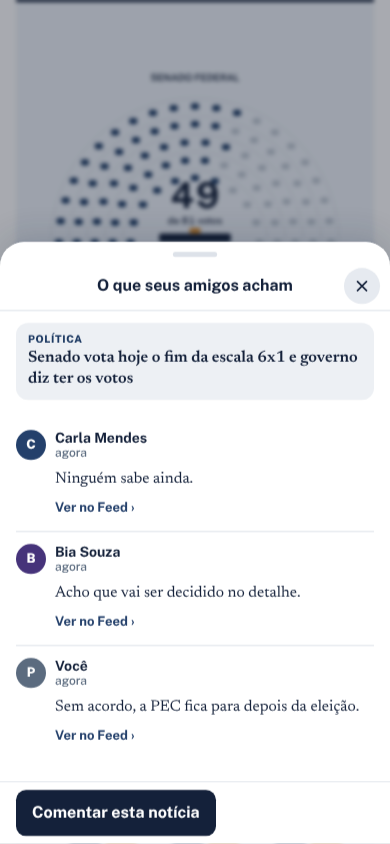 SENADO FEDERAL
49
de 81 votos
O que seus amigos acham
POLÍTICA
Senado vota hoje o fim da escala 6x1 e governo
diz ter os votos
C
Carla Mendes
agora
Ninguém sabe ainda.
Ver no Feed ›
B
Bia Souza
agora
Acho que vai ser decidido no detalhe.
Ver no Feed ›
P
Você
agora
Sem acordo, a PEC fica para depois da eleição.
Ver no Feed ›
Comentar esta notícia